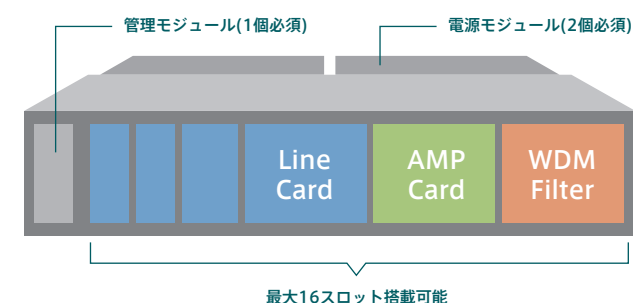 管理モジュール(1個必須)
電源モジュール(2個必須)
Line
Card
AMP
Card
WDM
Filter
最大16スロット搭載可能